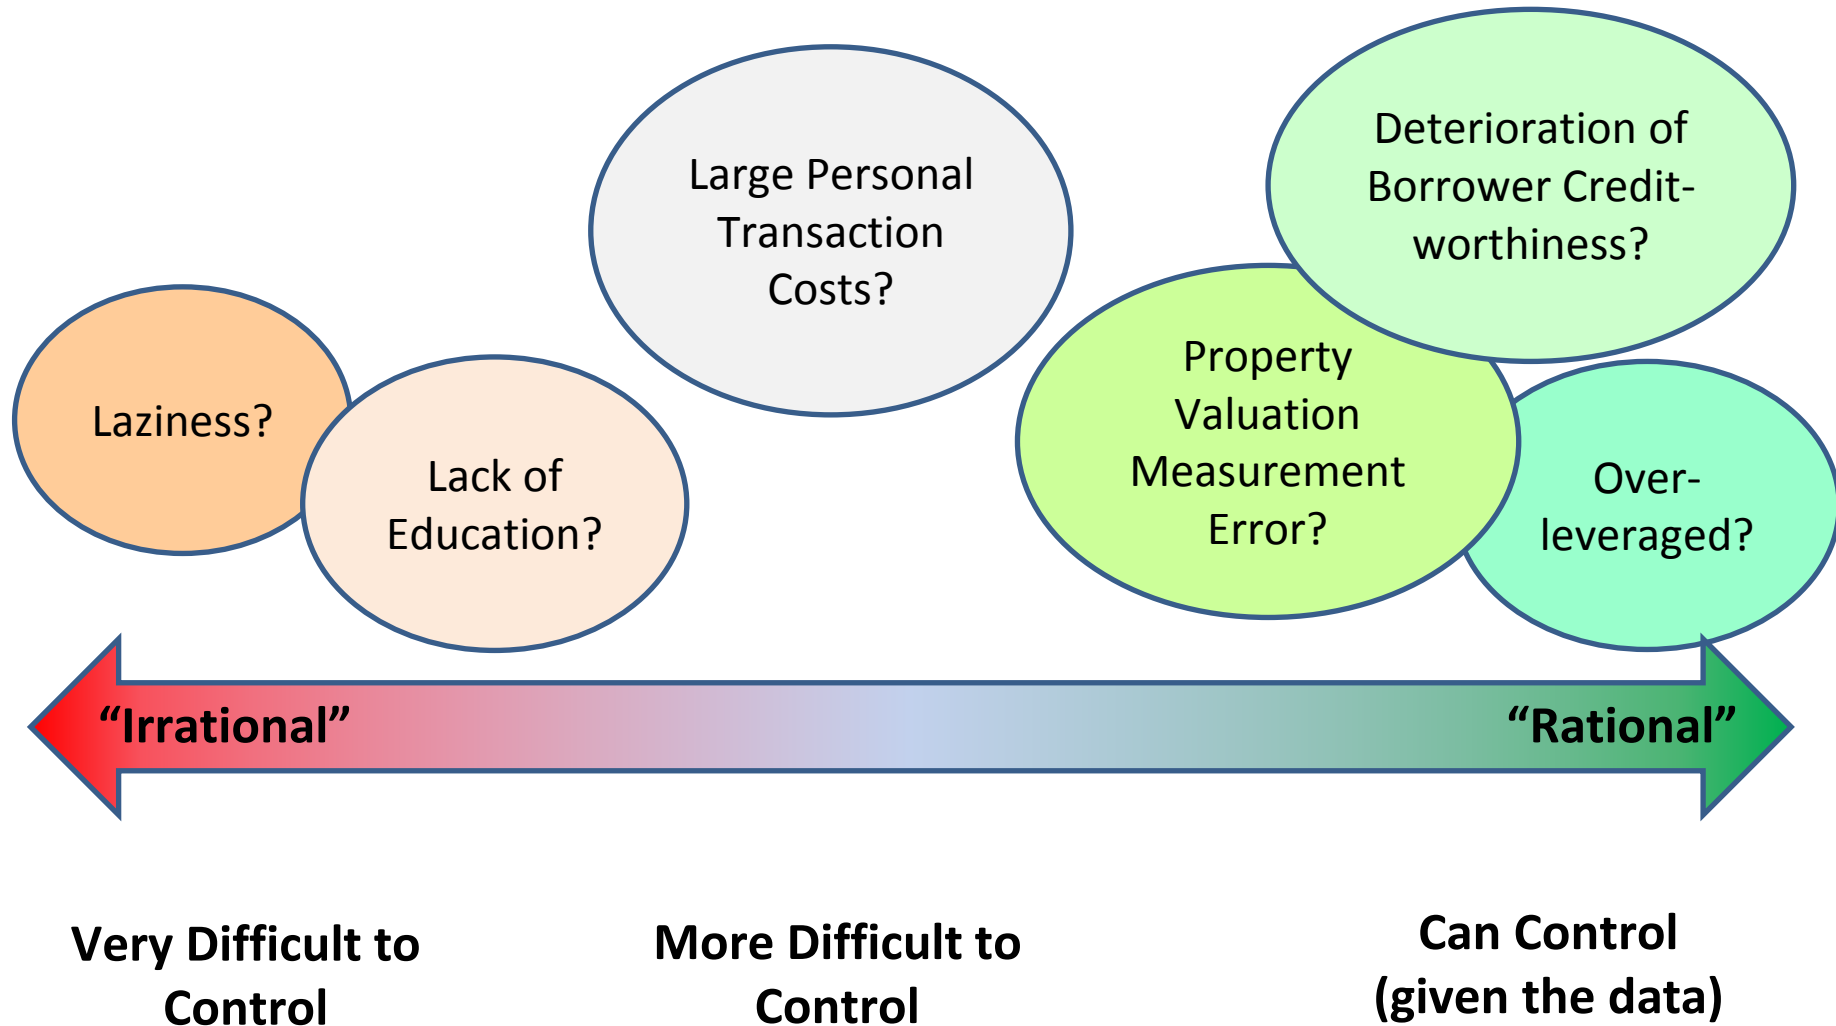 Laziness?
Lack of
Education?
Large Personal
Transaction
Costs?
Property
Valuation
Measurement
Error?
Deterioration of
Borrower Credit-
worthiness?
Over-
leveraged?
“Irrational”
“Rational”
Very Difficult to
Control
More Difficult to
Control
Can Control
(given the data)